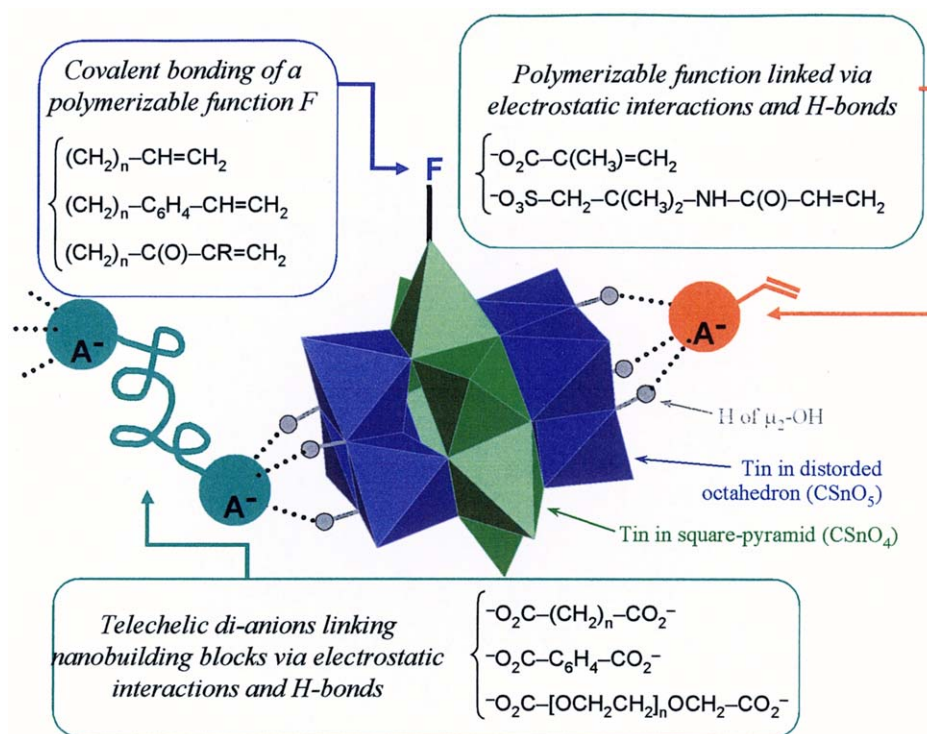 Covalent bonding of a
polymerizable function F
(CH₂)ₙ–CH=CH₂
(CH₂)ₙ–C₆H₄–CH=CH₂
(CH₂)ₙ–C(O)–CR=CH₂
Polymerizable function linked via
electrostatic interactions and H-bonds
⁻O₂C–C(CH₃)=CH₂
⁻O₃S–CH₂–C(CH₃)₂–NH–C(O)–CH=CH₂
F
A⁻
A⁻
A⁻
H of μ₂-OH
Tin in distorded
octahedron (CSnO₅)
Tin in square-pyramid (CSnO₄)
Telechelic di-anions linking
nanobuilding blocks via electrostatic
interactions and H-bonds
⁻O₂C–(CH₂)ₙ–CO₂⁻
⁻O₂C–C₆H₄–CO₂⁻
⁻O₂C–[OCH₂CH₂]ₙOCH₂–CO₂⁻